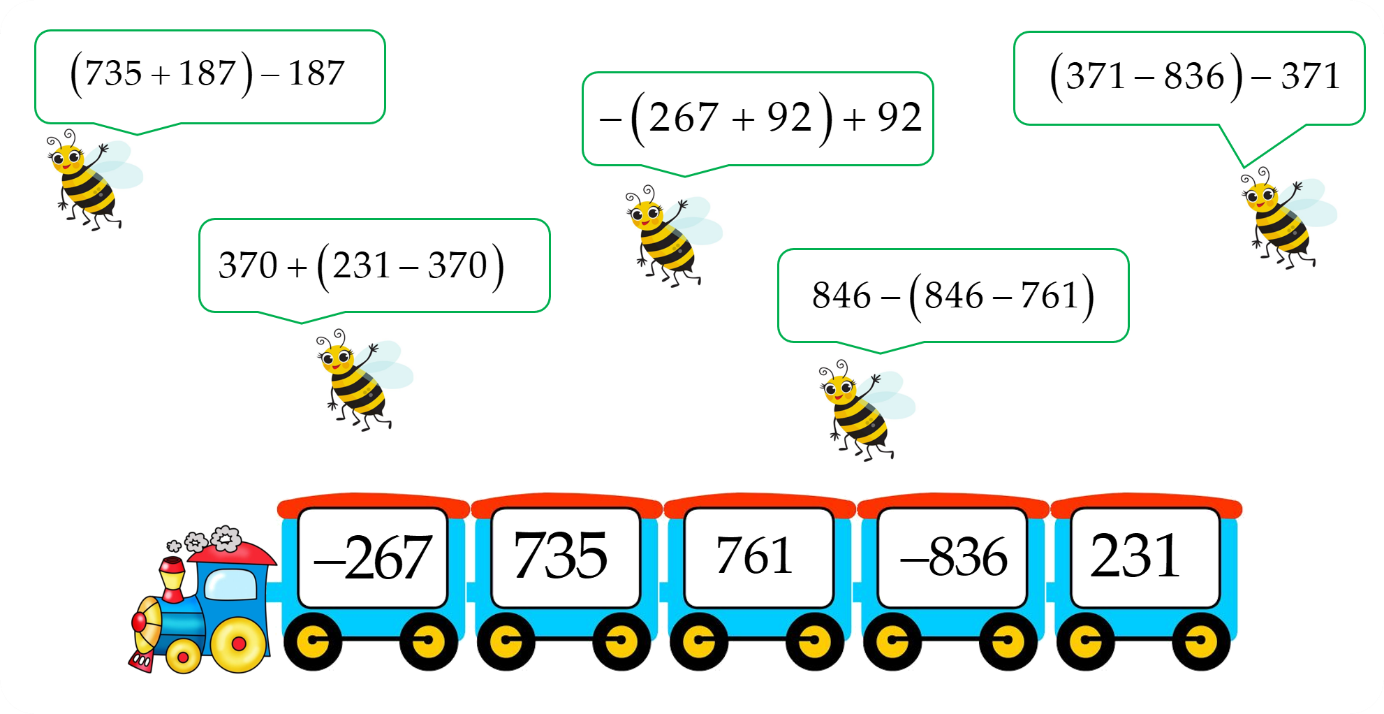 (735 + 187) – 187
– (267 + 92) + 92
(371 – 836) – 371
370 + (231 – 370)
846 – (846 – 761)
–267 735 761 –836 231